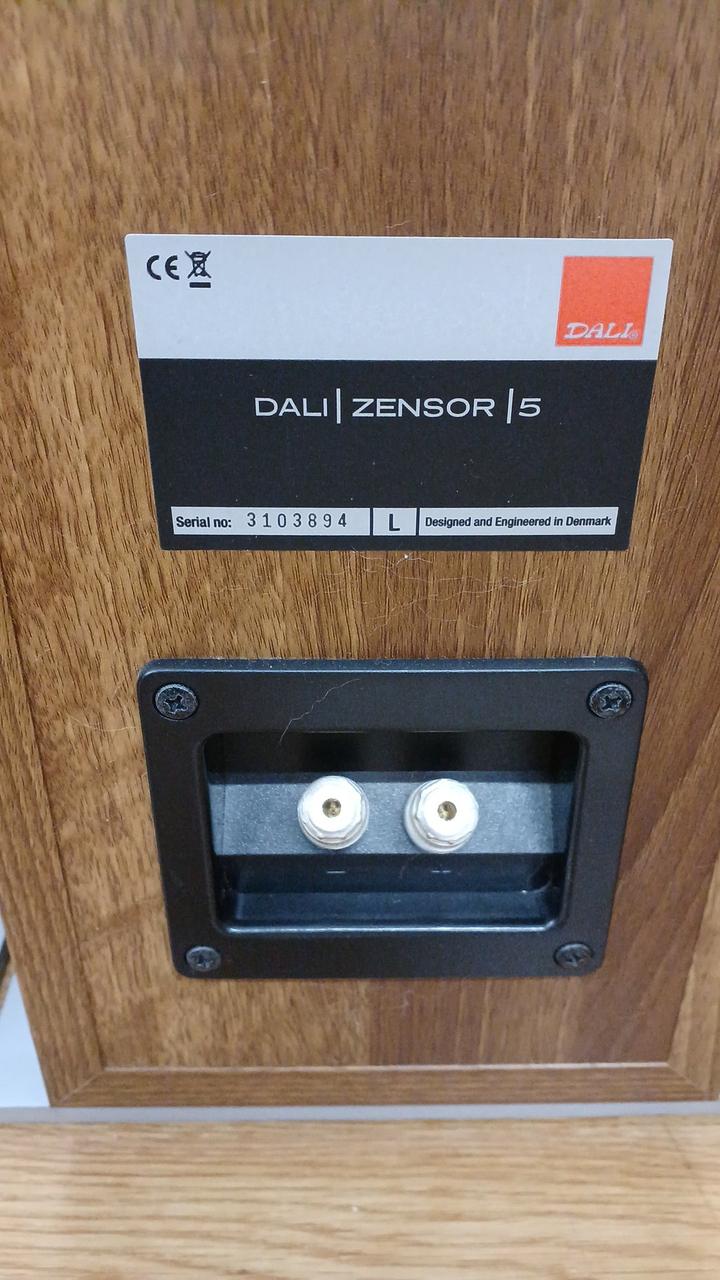 CE
DALI®
DALI|ZENSOR|5
Serial no: 3103894 L Designed and Engineered in Denmark